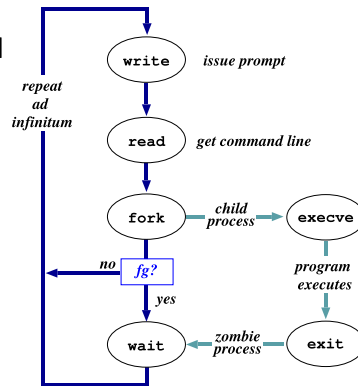 write
issue prompt
repeat
ad
infinitum
read
get command line
fork
child
process
execve
no
fg?
program
executes
yes
wait
zombie
process
exit